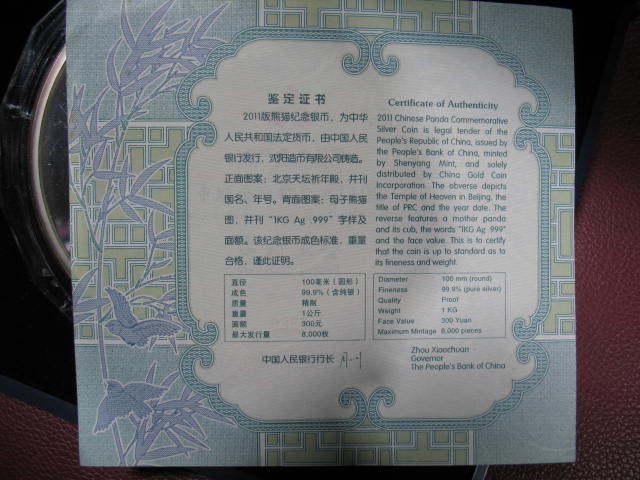 鉴定证书
2011版熊猫纪念银币，为中华
人民共和国法定货币，由中国人民
银行发行，沈阳造币有限公司铸造。
正面图案：北京天坛祈年殿，并刊
国名、年号。背面图案：母子熊猫
图，并刊“1KG Ag .999”字样及
面额。该纪念银币成色标准，重量
合格，谨此证明。
直径 100毫米（圆形）
成色 99.9%（含纯银）
质量 精制
重量 1公斤
面额 300元
最大发行量 8,000枚
中国人民银行行长
Certificate of Authenticity
2011 Chinese Panda Commemorative
Silver Coin is legal tender of the
People's Republic of China, issued by
the People's Bank of China, minted
by Shenyang Mint, and solely
distributed by China Gold Coin
Incorporation. The obverse depicts
the Temple of Heaven in Beijing, the
title of PRC and the year date. The
reverse features a mother panda
and its cub, the words "1KG Ag .999"
and the face value. This is to certify
that the coin is up to standard as to
its fineness and weight.
Diameter 100 mm (round)
Fineness 99.9% (pure silver)
Quality Proof
Weight 1 KG
Face Value 300 Yuan
Maximum Mintage 8,000 pieces
Zhou Xiaochuan
Governor
The People's Bank of China